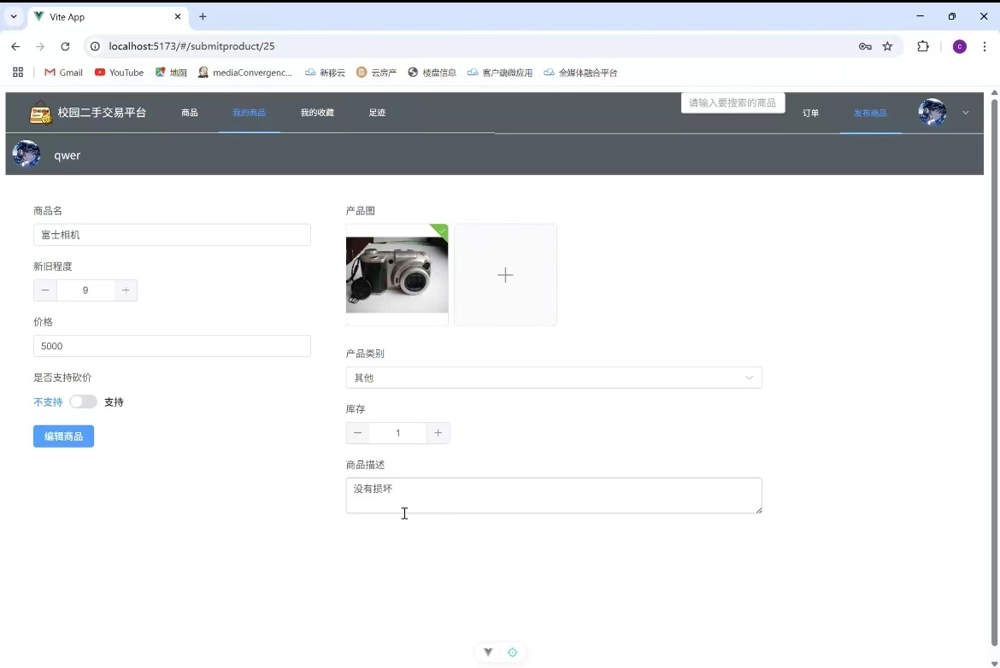 Vite App
localhost:5173/#/submitproduct/25
C
Gmail
YouTube
地图
mediaConvergenc...
新移云
云房产
楼盘信息
客户端微应用
全媒体融合平台
校园二手交易平台
商品
我的商品
我的收藏
足迹
请输入要搜索的商品
订单
发布商品
qwer
商品名
富士相机
新旧程度
9
价格
5000
是否支持砍价
不支持
支持
编辑商品
产品图
产品类别
其他
库存
1
商品描述
没有损坏